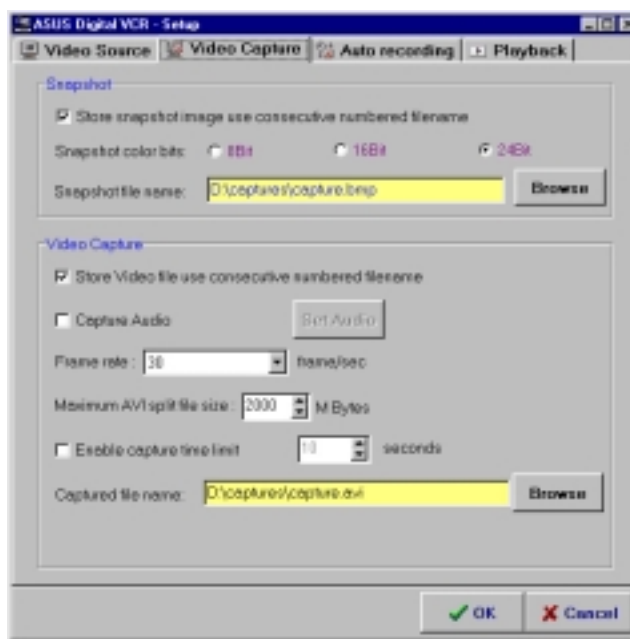 ASUS Digital VCR - Setup
Video Source Video Capture Auto recording Playback
Snapshot
Store snapshot image use consecutive numbered filename
Snapshot color bits: 8Bit 16Bit 24Bit
Snapshot file name: D:\captures\capture.bmp Browse
Video Capture
Store Video file use consecutive numbered filename
Capture Audio Set Audio
Frame rate : 30 frame/sec
Maximum AVI split file size : 2000 M Bytes
Enable capture time limit 10 seconds
Captured file name: D:\captures\capture.avi Browse
OK Cancel